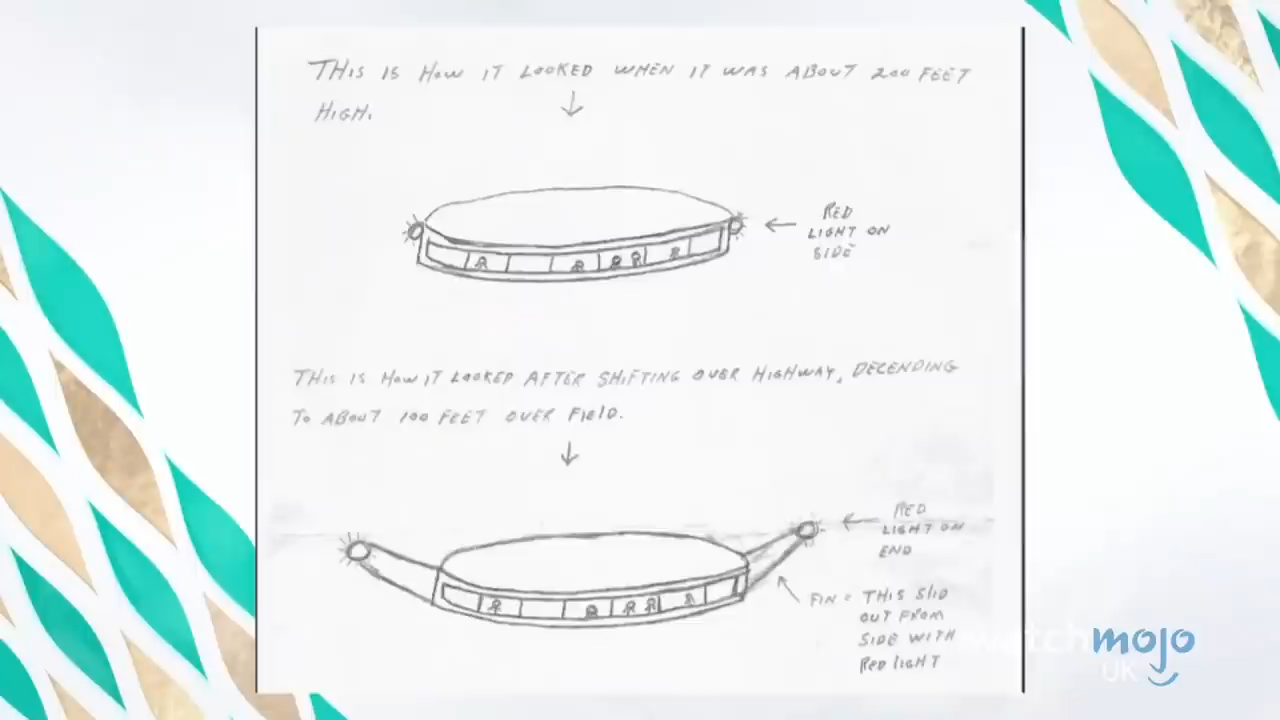 THIS IS HOW IT LOOKED WHEN IT WAS ABOUT 200 FEET
HIGH.
RED
LIGHT ON
SIDE
THIS IS HOW IT LOOKED AFTER SHIFTING OVER HIGHWAY, DECENDING
TO ABOUT 100 FEET OVER FIELD.
RED
LIGHT ON
END
FIN = THIS SLID
OUT FROM
SIDE WITH
RED LIGHT
watchmojo
UK